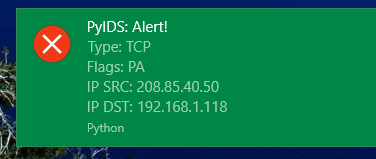 PyIDS: Alert!
Type: TCP
Flags: PA
IP SRC: 208.85.40.50
IP DST: 192.168.1.118
Python